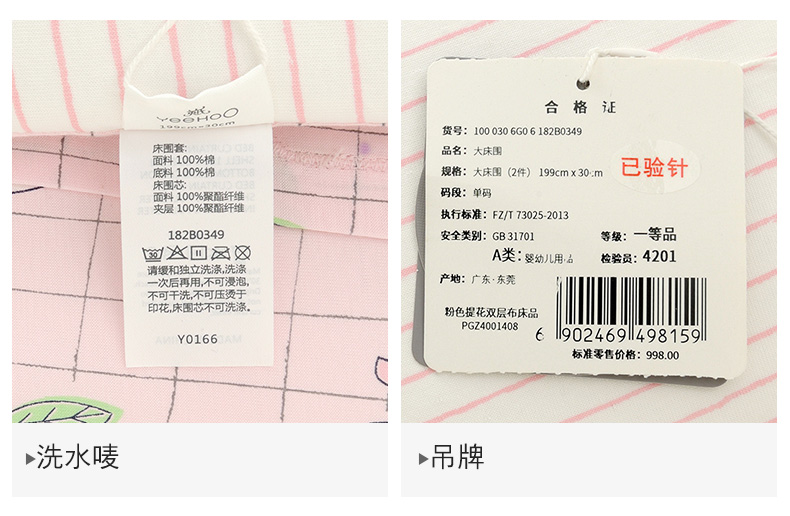 YeeHOO
199cm×30cm
床围套:
面料 100%棉
底料 100%棉
床围芯:
面料 100%聚酯纤维
夹层 100%聚酯纤维
182B0349
30
请缓和独立洗涤,洗涤
一次后再用,不可浸泡,
不可干洗,不可压烫于
印花,床围芯不可洗涤。
Y0166
合格证
货号: 100 030 6G0 6 182B0349
品名: 大床围
规格: 大床围（2件） 199cm x 30
码段: 单码
执行标准: FZ/T 73025-2013
安全类别: GB 31701
等级: 一等品
A类: 婴幼儿用
检验员: 4201
产地: 广东·东莞
已验针
粉色提花双层布床品
PGZ4001408
6 902469 498159
标准零售价格: 998.00
洗水唛
吊牌